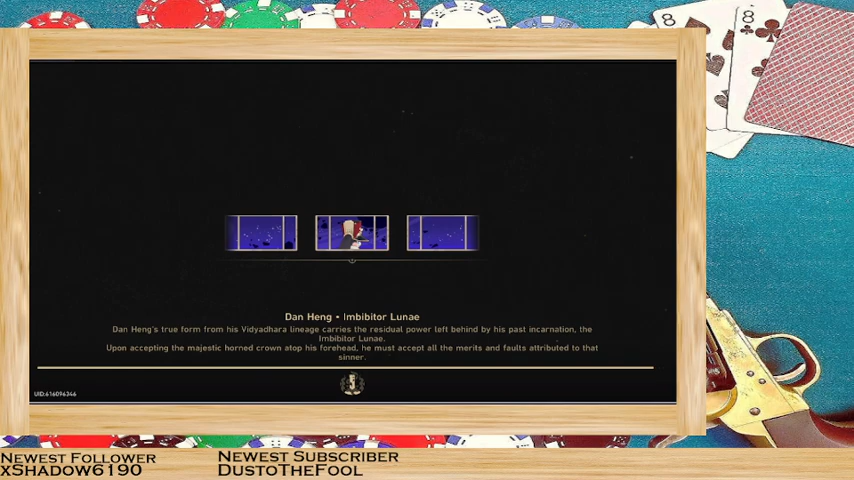 8 8
Dan Heng • Imbibitor Lunae
Dan Heng's true form from his Vidyadhara lineage carries the residual power left behind by his past incarnation, the
Imbibitor Lunae.
Upon accepting the majestic horned crown atop his forehead, he must accept all the merits and faults attributed to that
sinner.
UID:616096346
Newest Follower
xShadow6190
Newest Subscriber
DustoTheFool